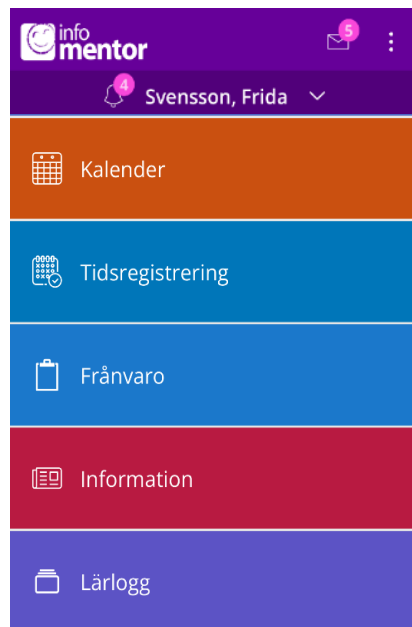 info
mentor
5
4
Svensson, Frida
Kalender
Tidsregistrering
Frånvaro
Information
Lärlogg